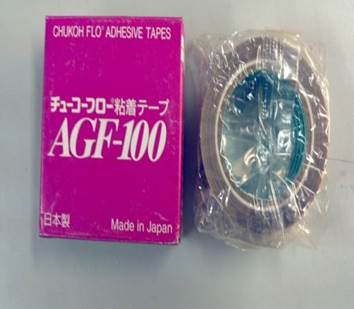 CHUKOH FLO® ADHESIVE TAPES
チューコーフロー®粘着テープ
AGF-100
日本製
Made in Japan